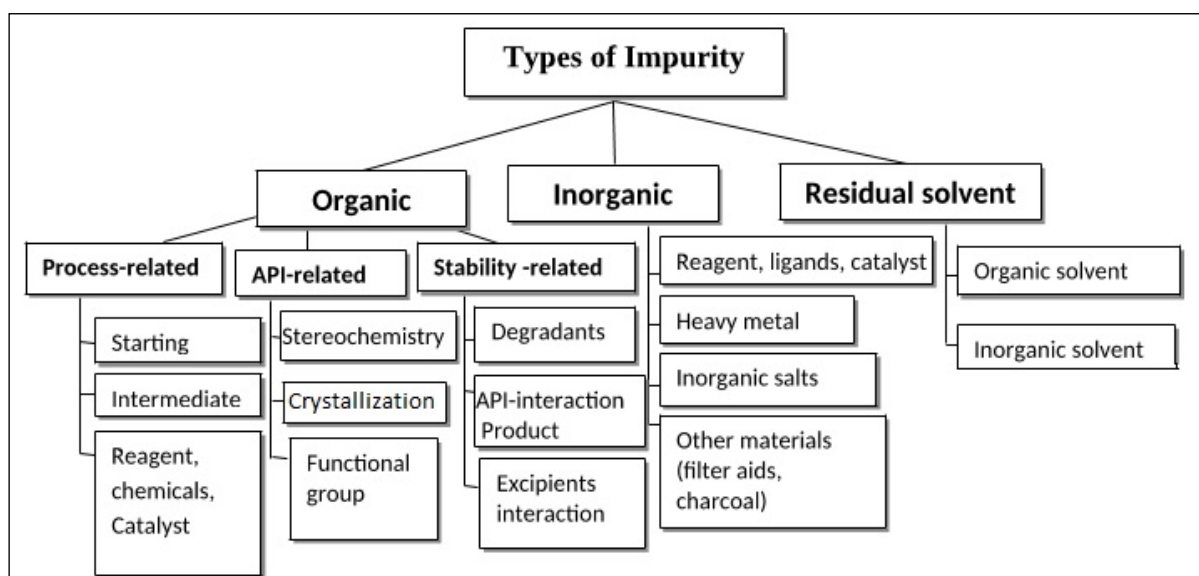 Types of Impurity
Organic
Inorganic
Residual solvent
Process-related
API-related
Stability -related
Starting
Intermediate
Reagent,
chemicals,
Catalyst
Stereochemistry
Crystallization
Functional
group
Degradants
API-interaction
Product
Excipients
interaction
Reagent, ligands, catalyst
Heavy metal
Inorganic salts
Other materials
(filter aids,
charcoal)
Organic solvent
Inorganic solvent